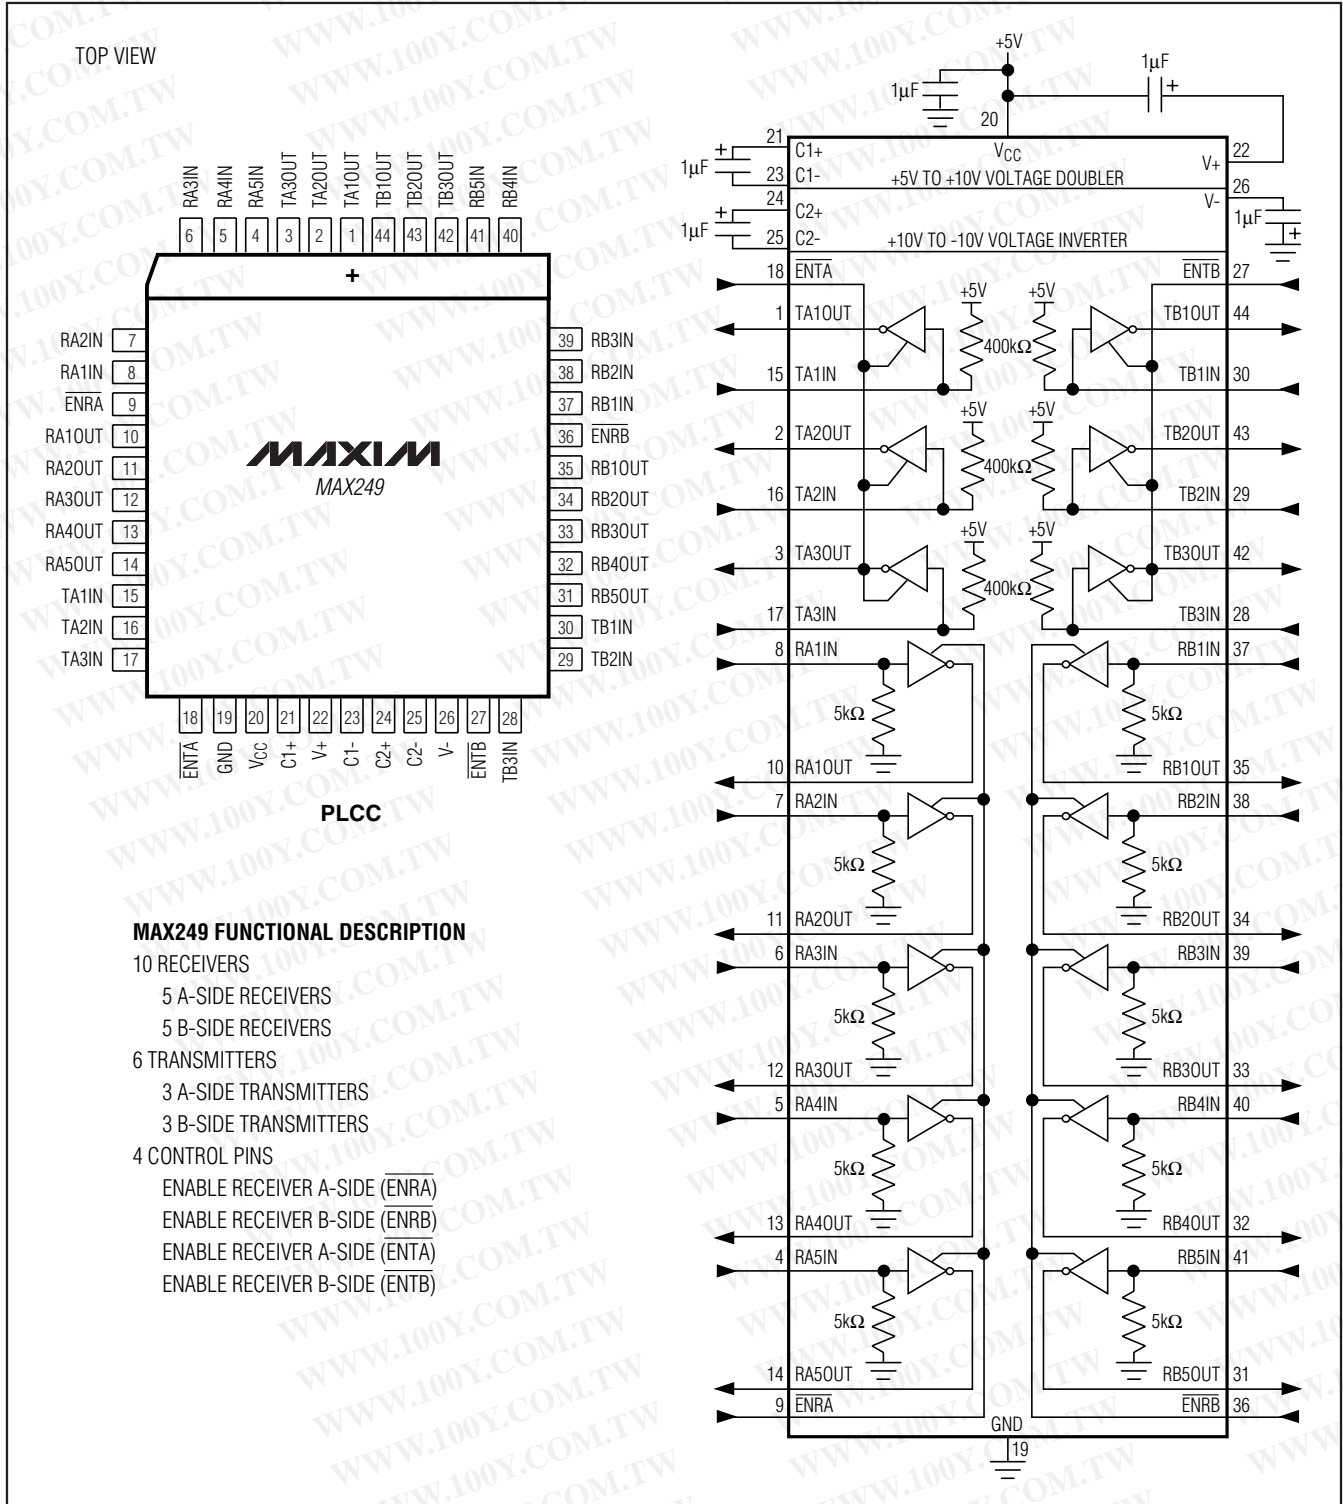 TOP VIEW
RA3IN
RA4IN
RA5IN
TA3OUT
TA2OUT
TA1OUT
TB1OUT
TB2OUT
TB3OUT
RB5IN
RB4IN
6 5 4 3 2 1 44 43 42 41 40
+
RA2IN 7
RA1IN 8
ENRA 9
RA1OUT 10
RA2OUT 11
RA3OUT 12
RA4OUT 13
RA5OUT 14
TA1IN 15
TA2IN 16
TA3IN 17
MAXIM
MAX249
39 RB3IN
38 RB2IN
37 RB1IN
36 ENRB
35 RB1OUT
34 RB2OUT
33 RB3OUT
32 RB4OUT
31 RB5OUT
30 TB1IN
29 TB2IN
18 19 20 21 22 23 24 25 26 27 28
ENTA
GND
VCC
C1+
V+
C1-
C2+
C2-
V-
ENTB
TB3IN
PLCC
MAX249 FUNCTIONAL DESCRIPTION
10 RECEIVERS
5 A-SIDE RECEIVERS
5 B-SIDE RECEIVERS
6 TRANSMITTERS
3 A-SIDE TRANSMITTERS
3 B-SIDE TRANSMITTERS
4 CONTROL PINS
ENABLE RECEIVER A-SIDE (ENRA)
ENABLE RECEIVER B-SIDE (ENRB)
ENABLE RECEIVER A-SIDE (ENTA)
ENABLE RECEIVER B-SIDE (ENTB)
+5V
1µF
1µF +
20
21 C1+ VCC V+ 22
+ 1µF
23 C1- +5V TO +10V VOLTAGE DOUBLER
V- 26
24 C2+
+ 1µF
1µF +
25 C2- +10V TO -10V VOLTAGE INVERTER
18 ENTA ENTB 27
+5V +5V
1 TA1OUT TB1OUT 44
400kΩ
15 TA1IN TB1IN 30
+5V +5V
2 TA2OUT TB2OUT 43
400kΩ
16 TA2IN TB2IN 29
+5V +5V
3 TA3OUT TB3OUT 42
400kΩ
17 TA3IN TB3IN 28
8 RA1IN RB1IN 37
5kΩ 5kΩ
10 RA1OUT RB1OUT 35
7 RA2IN RB2IN 38
5kΩ 5kΩ
11 RA2OUT RB2OUT 34
6 RA3IN RB3IN 39
5kΩ 5kΩ
12 RA3OUT RB3OUT 33
5 RA4IN RB4IN 40
5kΩ 5kΩ
13 RA4OUT RB4OUT 32
4 RA5IN RB5IN 41
5kΩ 5kΩ
14 RA5OUT RB5OUT 31
9 ENRA ENRB 36
GND
19
WWW.100Y.COM.TW